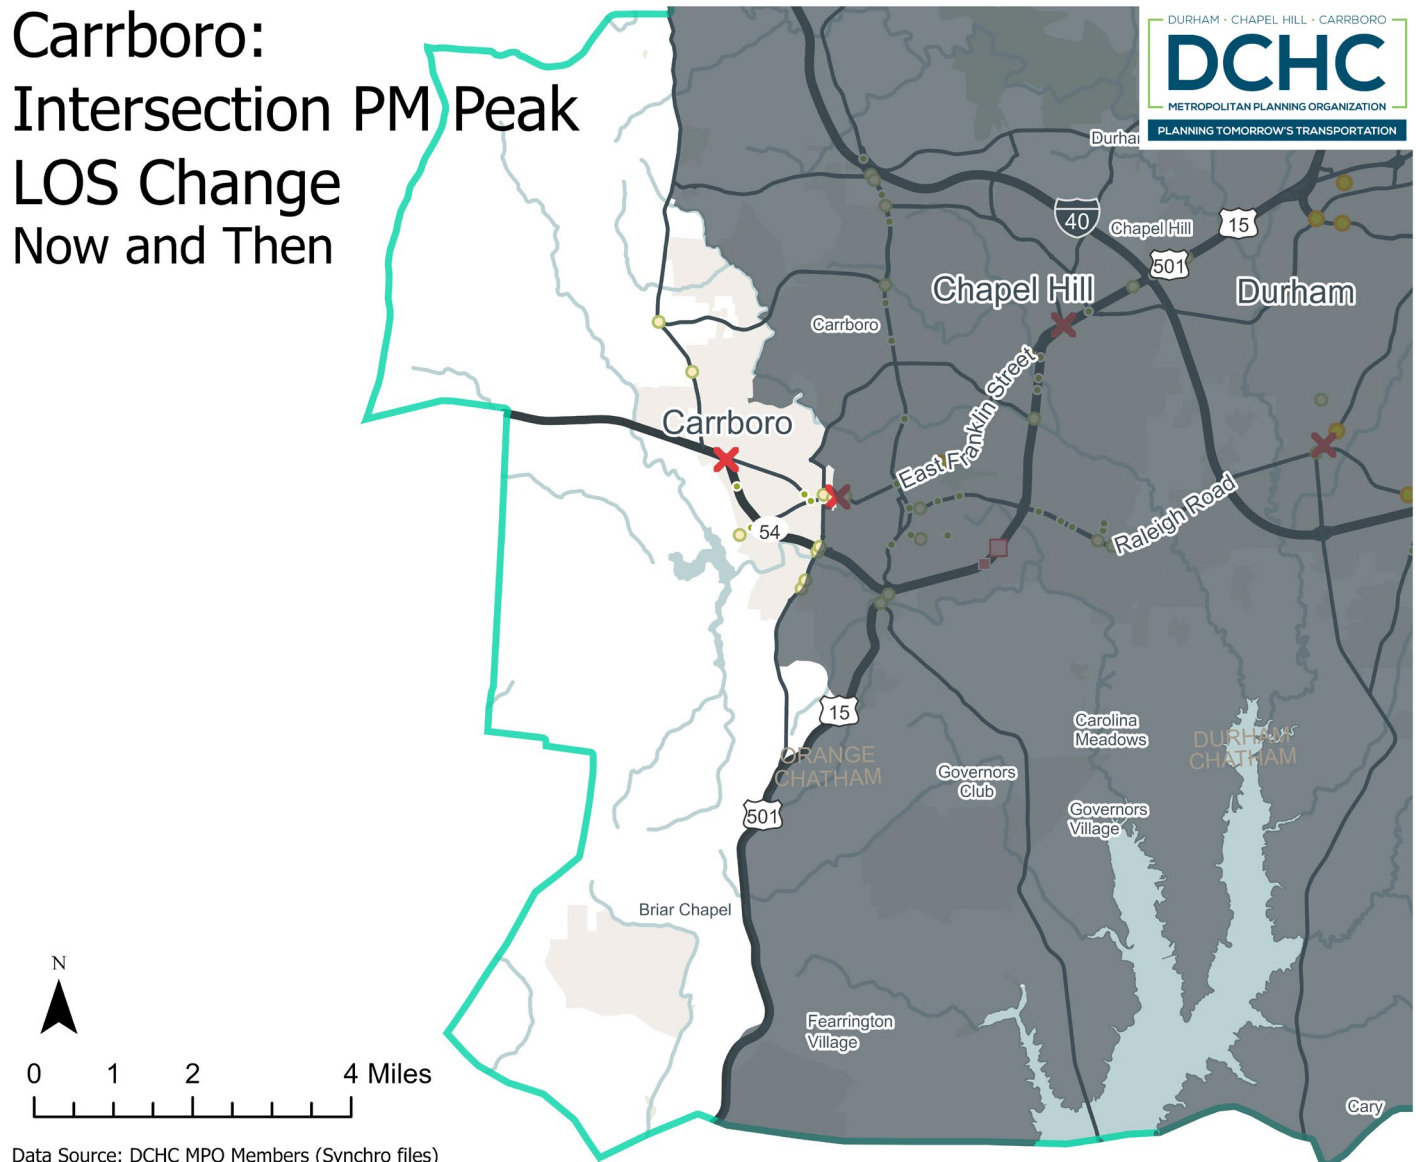 Carrboro:
Intersection PM Peak
LOS Change
Now and Then
DURHAM · CHAPEL HILL · CARRBORO
DCHC
METROPOLITAN PLANNING ORGANIZATION
PLANNING TOMORROW'S TRANSPORTATION
Durha
40
Chapel Hill
15
501
Chapel Hill
Durham
Carrboro
East Franklin Street
Carrboro
Raleigh Road
54
15
Carolina
Meadows
DURHAM
CHATHAM
ORANGE
CHATHAM
Governors
Club
501
Governors
Village
Briar Chapel
Fearrington
Village
Cary
N
0 1 2 4 Miles
Data Source: DCHC MPO Members (Synchro files)